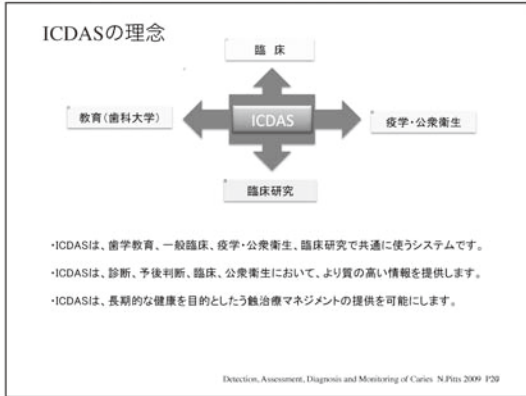 ICDASの理念
臨 床
教育(歯科大学)
ICDAS
疫学・公衆衛生
臨床研究
・ICDASは、歯学教育、一般臨床、疫学・公衆衛生、臨床研究で共通に使うシステムです。
・ICDASは、診断、予後判断、臨床、公衆衛生において、より質の高い情報を提供します。
・ICDASは、長期的な健康を目的としたう蝕治療マネジメントの提供を可能にします。
Detection, Assessment, Diagnosis and Monitoring of Caries N.Pitts 2009 P20